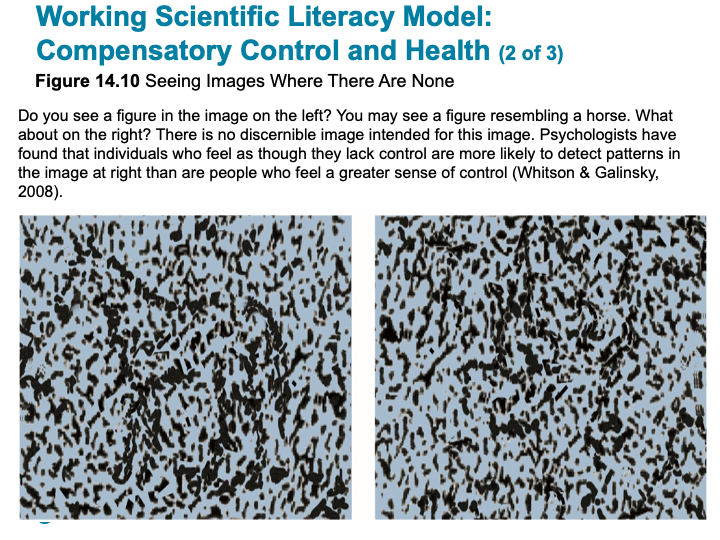 Working Scientific Literacy Model:
Compensatory Control and Health (2 of 3)
Figure 14.10 Seeing Images Where There Are None
Do you see a figure in the image on the left? You may see a figure resembling a horse. What
about on the right? There is no discernible image intended for this image. Psychologists have
found that individuals who feel as though they lack control are more likely to detect patterns in
the image at right than are people who feel a greater sense of control (Whitson & Galinsky,
2008).